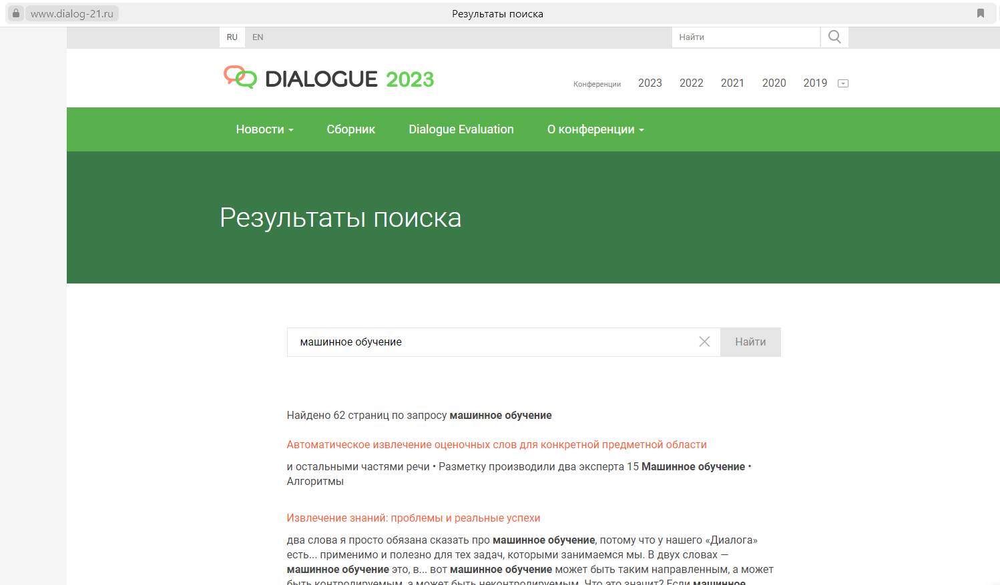 www.dialog-21.ru
Результаты поиска
RU EN
Найти
DIALOGUE 2023
Конференции 2023 2022 2021 2020 2019
Новости Сборник Dialogue Evaluation О конференции
Результаты поиска
машинное обучение
Найти
Найдено 62 страниц по запросу машинное обучение
Автоматическое извлечение оценочных слов для конкретной предметной области
и остальными частями речи • Разметку производили два эксперта 15 Машинное обучение •
Алгоритмы
Извлечение знаний: проблемы и реальные успехи
два слова я просто обязана сказать про машинное обучение, потому что у нашего «Диалога»
есть... применимо и полезно для тех задач, которыми занимаемся мы. В двух словах —
машинное обучение это, в... вот машинное обучение может быть таким направленным, а может
быть контролируемым, а может быть неконтролируемым. Что это значит? Если машинное